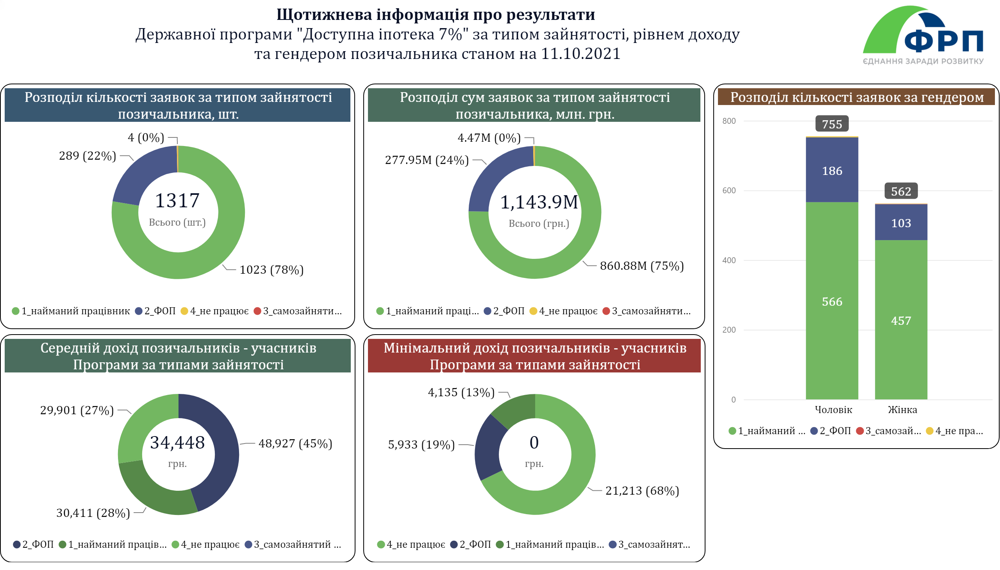 Щотижнева інформація про результати
Державної програми "Доступна іпотека 7%" за типом зайнятості, рівнем доходу
та гендером позичальника станом на 11.10.2021
ФРП
ЄДНАННЯ ЗАРАДИ РОЗВИТКУ
Розподіл кількості заявок за типом зайнятості
позичальника, шт.
4 (0%)
289 (22%)
1317
Всього (шт.)
1023 (78%)
1_найманий працівник 2_ФОП 4_не працює 3_самозайняти...
Розподіл сум заявок за типом зайнятості
позичальника, млн. грн.
4.47M (0%)
277.95M (24%)
1,143.9M
Всього (грн.)
860.88M (75%)
1_найманий праці... 2_ФОП 4_не працює 3_самозайняти...
Розподіл кількості заявок за гендером
800
755
186
600
562
103
400
566
457
200
0
Чоловік Жінка
1_найманий ... 2_ФОП 3_самозай... 4_не пра...
Середній дохід позичальників - учасників
Програми за типами зайнятості
29,901 (27%)
34,448
грн.
48,927 (45%)
30,411 (28%)
2_ФОП 1_найманий праців... 4_не працює 3_самозайнятий ...
Мінімальний дохід позичальників - учасників
Програми за типами зайнятості
4,135 (13%)
5,933 (19%)
0
грн.
21,213 (68%)
4_не працює 2_ФОП 1_найманий праців... 3_самозайнят...